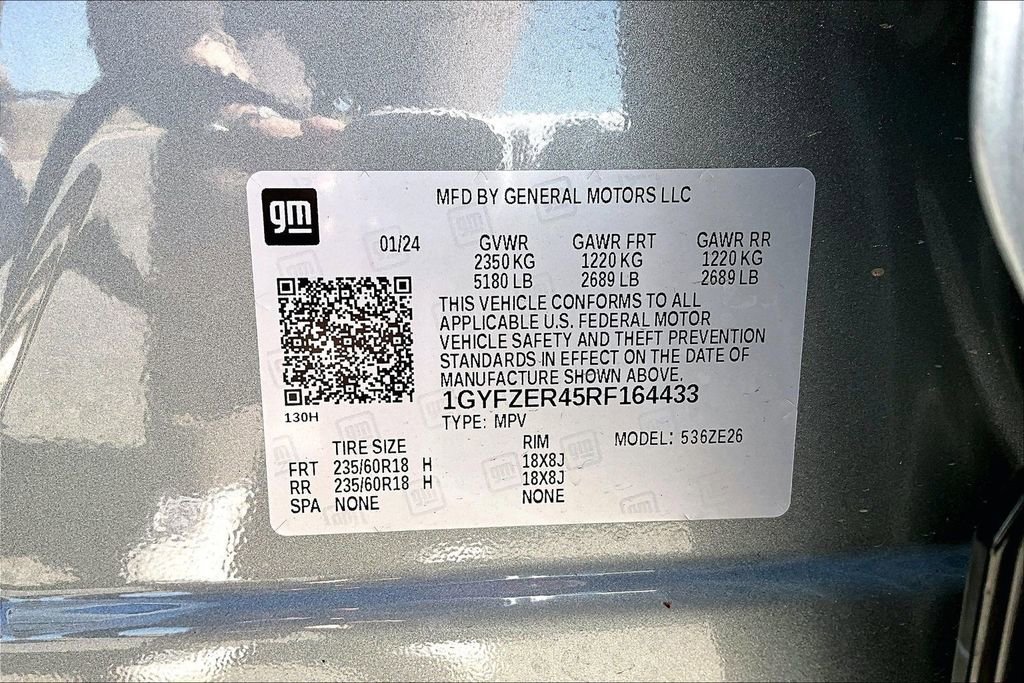 gm
MFD BY GENERAL MOTORS LLC
01/24 GVWR GAWR FRT GAWR RR
2350 KG 1220 KG 1220 KG
5180 LB 2689 LB 2689 LB
THIS VEHICLE CONFORMS TO ALL
APPLICABLE U.S. FEDERAL MOTOR
VEHICLE SAFETY AND THEFT PREVENTION
STANDARDS IN EFFECT ON THE DATE OF
MANUFACTURE SHOWN ABOVE.
1GYFZER45RF164433
130H
TYPE: MPV
TIRE SIZE RIM MODEL: 536ZE26
FRT 235/60R18 H 18X8J
RR 235/60R18 H 18X8J
SPA NONE NONE